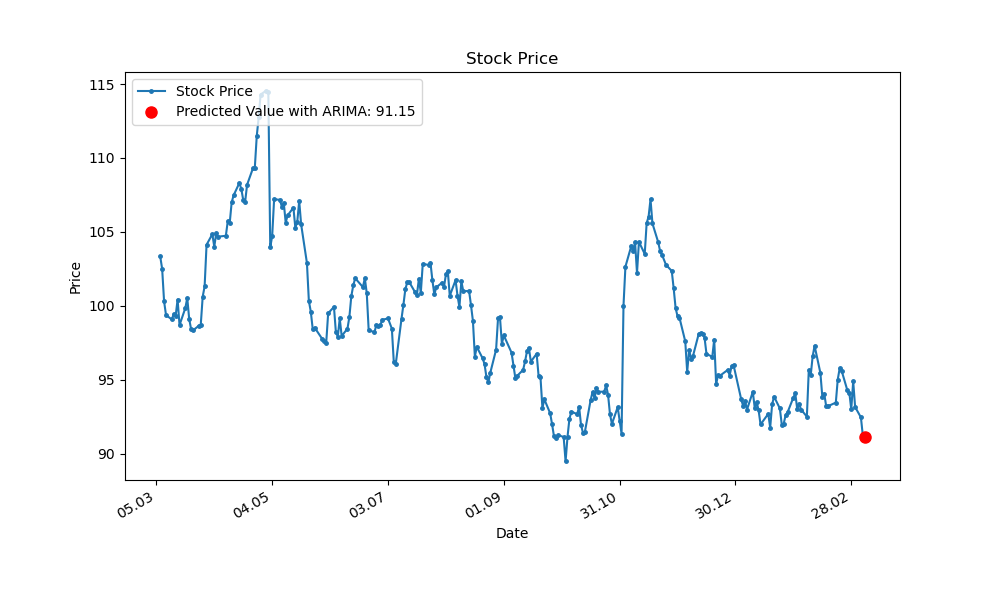 Stock Price
Stock Price
Predicted Value with ARIMA: 91.15
115
110
105
100
95
90
Price
05.03
04.05
03.07
01.09
31.10
30.12
28.02
Date